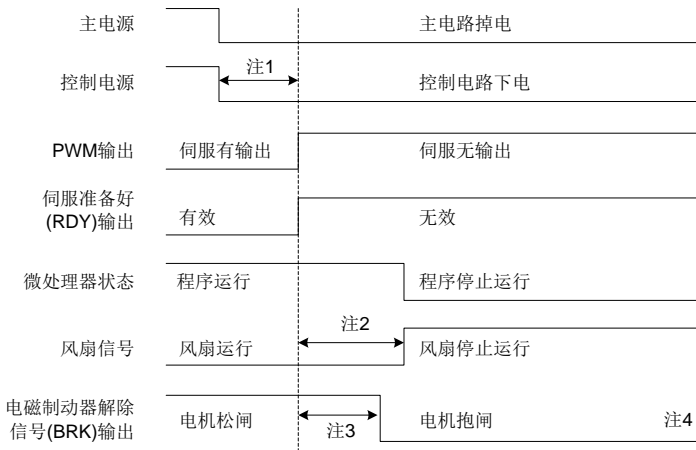 主电源
主电路掉电
控制电源
注1
控制电路下电
PWM输出
伺服有输出
伺服无输出
伺服准备好
(RDY)输出
有效
无效
微处理器状态
程序运行
程序停止运行
风扇信号
风扇运行
注2
风扇停止运行
电磁制动器解除
信号(BRK)输出
电机松闸
注3
电机抱闸
注4